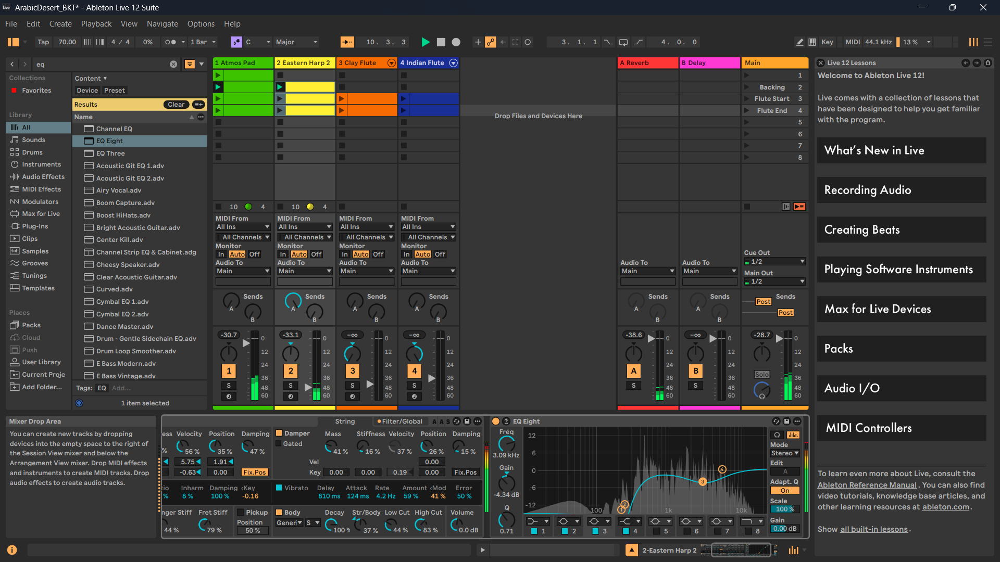 ArabicDesert_BKT* - Ableton Live 12 Suite
File Edit Create Playback View Navigate Options Help
Tap 70.00 4 / 4 0% 1 Bar C Major 10. 3. 3 3. 1. 1 4. 0. 0 Key MIDI 44.1 kHz 13 %
eq
Collections
Favorites
Library
All
Sounds
Drums
Instruments
Audio Effects
MIDI Effects
Modulators
Max for Live
Plug-Ins
Clips
Samples
Grooves
Tunings
Templates
Places
Packs
Cloud
Push
User Library
Current Proje
Add Folder...
Content
Device Preset
Results Clear
Name
Channel EQ
EQ Eight
EQ Three
Acoustic Git EQ 1.adv
Acoustic Git EQ 2.adv
Airy Vocal.adv
Boom Capture.adv
Boost HiHats.adv
Bright Acoustic Guitar.adv
Center Kill.adv
Channel Strip EQ & Cabinet.adg
Cheesy Speaker.adv
Clear Acoustic Guitar.adv
Curved.adv
Cymbal EQ 1.adv
Cymbal EQ 2.adv
Dance Master.adv
Drum - Gentle Sidechain EQ.adv
Drum Loop Smoother.adv
E Bass Modern.adv
E Bass Vintage.adv
Tags: EQ Add...
1 item selected
1 Atmos Pad 2 Eastern Harp 2 3 Clay Flute 4 Indian Flute A Reverb B Delay Main
1
Backing 2
Flute Start 3
Flute End 4
5
6
7
8
Drop Files and Devices Here
10 4 10 4
MIDI From MIDI From MIDI From MIDI From
All Ins All Ins All Ins All Ins
All Channels All Channels All Channels All Channels
Monitor Monitor Monitor Monitor
In Auto Off In Auto Off In Auto Off In Auto Off
Audio To Audio To Audio To Audio To Audio To Audio To
Main Main Main Main Main Main
Cue Out
1/2
Main Out
1/2
Sends Sends Sends Sends Sends Sends Sends
A A A A A A Post
B B B B B B Post
-30.7 -33.1 -∞ -∞ -38.6 -∞ -28.7
0 0 0 0 0 0 0
12 12 12 12 12 12 12
24 24 24 24 24 24 24
1 2 3 4 A B Solo
36 36 36 36 36 36 36
S S S S S S
48 48 48 48 48 48 48
60 60 60 60 60 60 60
Live 12 Lessons
Welcome to Ableton Live 12!
Live comes with a collection of lessons that
have been designed to help you get familiar
with the program.
What's New in Live
Recording Audio
Creating Beats
Playing Software Instruments
Max for Live Devices
Packs
Audio I/O
MIDI Controllers
To learn even more about Live, consult the
Ableton Reference Manual. You can also find
video tutorials, knowledge base articles, and
other learning resources at ableton.com.
Show all built-in lessons.
Mixer Drop Area
You can create new tracks by dropping
devices into the empty space to the right of
the Session View mixer and below the
Arrangement View mixer. Drop MIDI effects
and instruments to create MIDI tracks. Drop
audio effects to create audio tracks.
String Filter/Global A A S
ess Velocity Position Damping Damper Mass Stiffness Velocity Position Damping
% 56 % 35 % 47 % Gated 41 % 16 % 37 % 26 % 15 %
5.75 1.91 Vel 0.00
-0.63 0.00 Fix.Pos Key 0.00 0.00 0.19 0.00 Fix.Pos
tio Inharm Damping <Key Vibrato Delay Attack Rate Amount <Mod Error
% 8 % 100 % -0.16 810 ms 124 ms 4.2 Hz 59 % 41 % 50 %
nger Stiff Fret Stiff Pickup Body Decay Str/Body Low Cut High Cut Volume
Position Generi S
44 % 79 % 50 % 100 % 37 % 44 % 83 % 0.0 dB
EQ Eight
Freq
3.09 kHz
Gain
-4.34 dB
Q
0.71
12
6
0
-6
-12
100 1k 10k
1 2 3 4
1 2 3 4 5 6 7 8
Mode
Stereo
Edit
A
Adapt. Q
On
Scale
100 %
Gain
0.00 dB
2-Eastern Harp 2